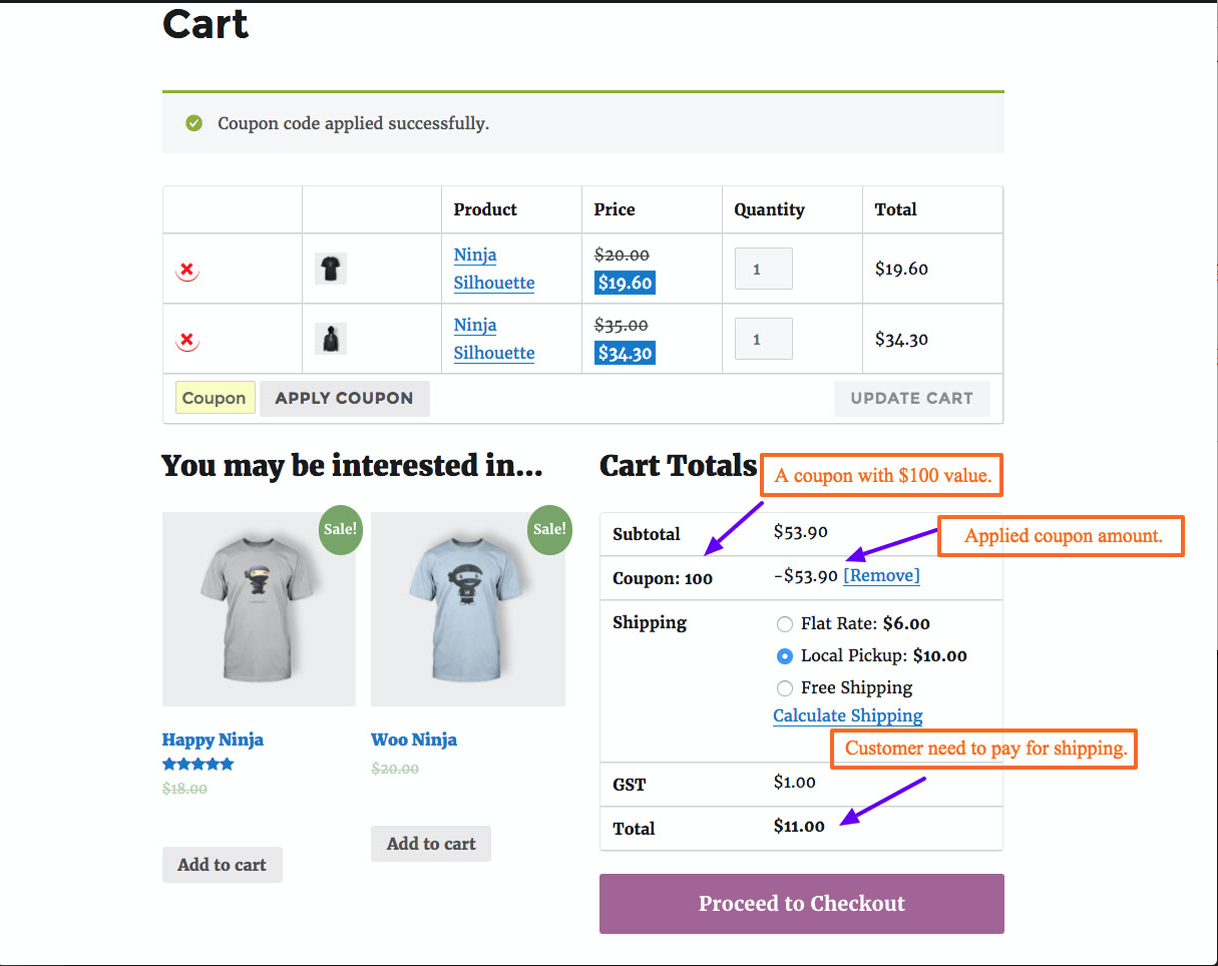 Cart
Coupon code applied successfully.
Product Price Quantity Total
Ninja Silhouette $20.00 $19.60 1 $19.60
Ninja Silhouette $35.00 $34.30 1 $34.30
Coupon APPLY COUPON UPDATE CART
You may be interested in...
Sale!
Happy Ninja
$18.00
Add to cart
Sale!
Woo Ninja
$20.00
Add to cart
Cart Totals
A coupon with $100 value.
Subtotal $53.90
Applied coupon amount.
Coupon: 100 -$53.90 [Remove]
Shipping Flat Rate: $6.00
Local Pickup: $10.00
Free Shipping
Calculate Shipping
Customer need to pay for shipping.
GST $1.00
Total $11.00
Proceed to Checkout